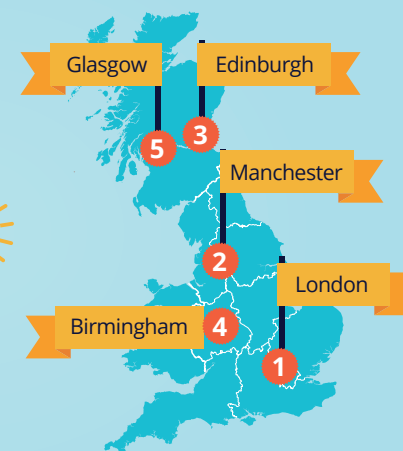 Glasgow
Edinburgh
5
3
Manchester
2
London
Birmingham
4
1